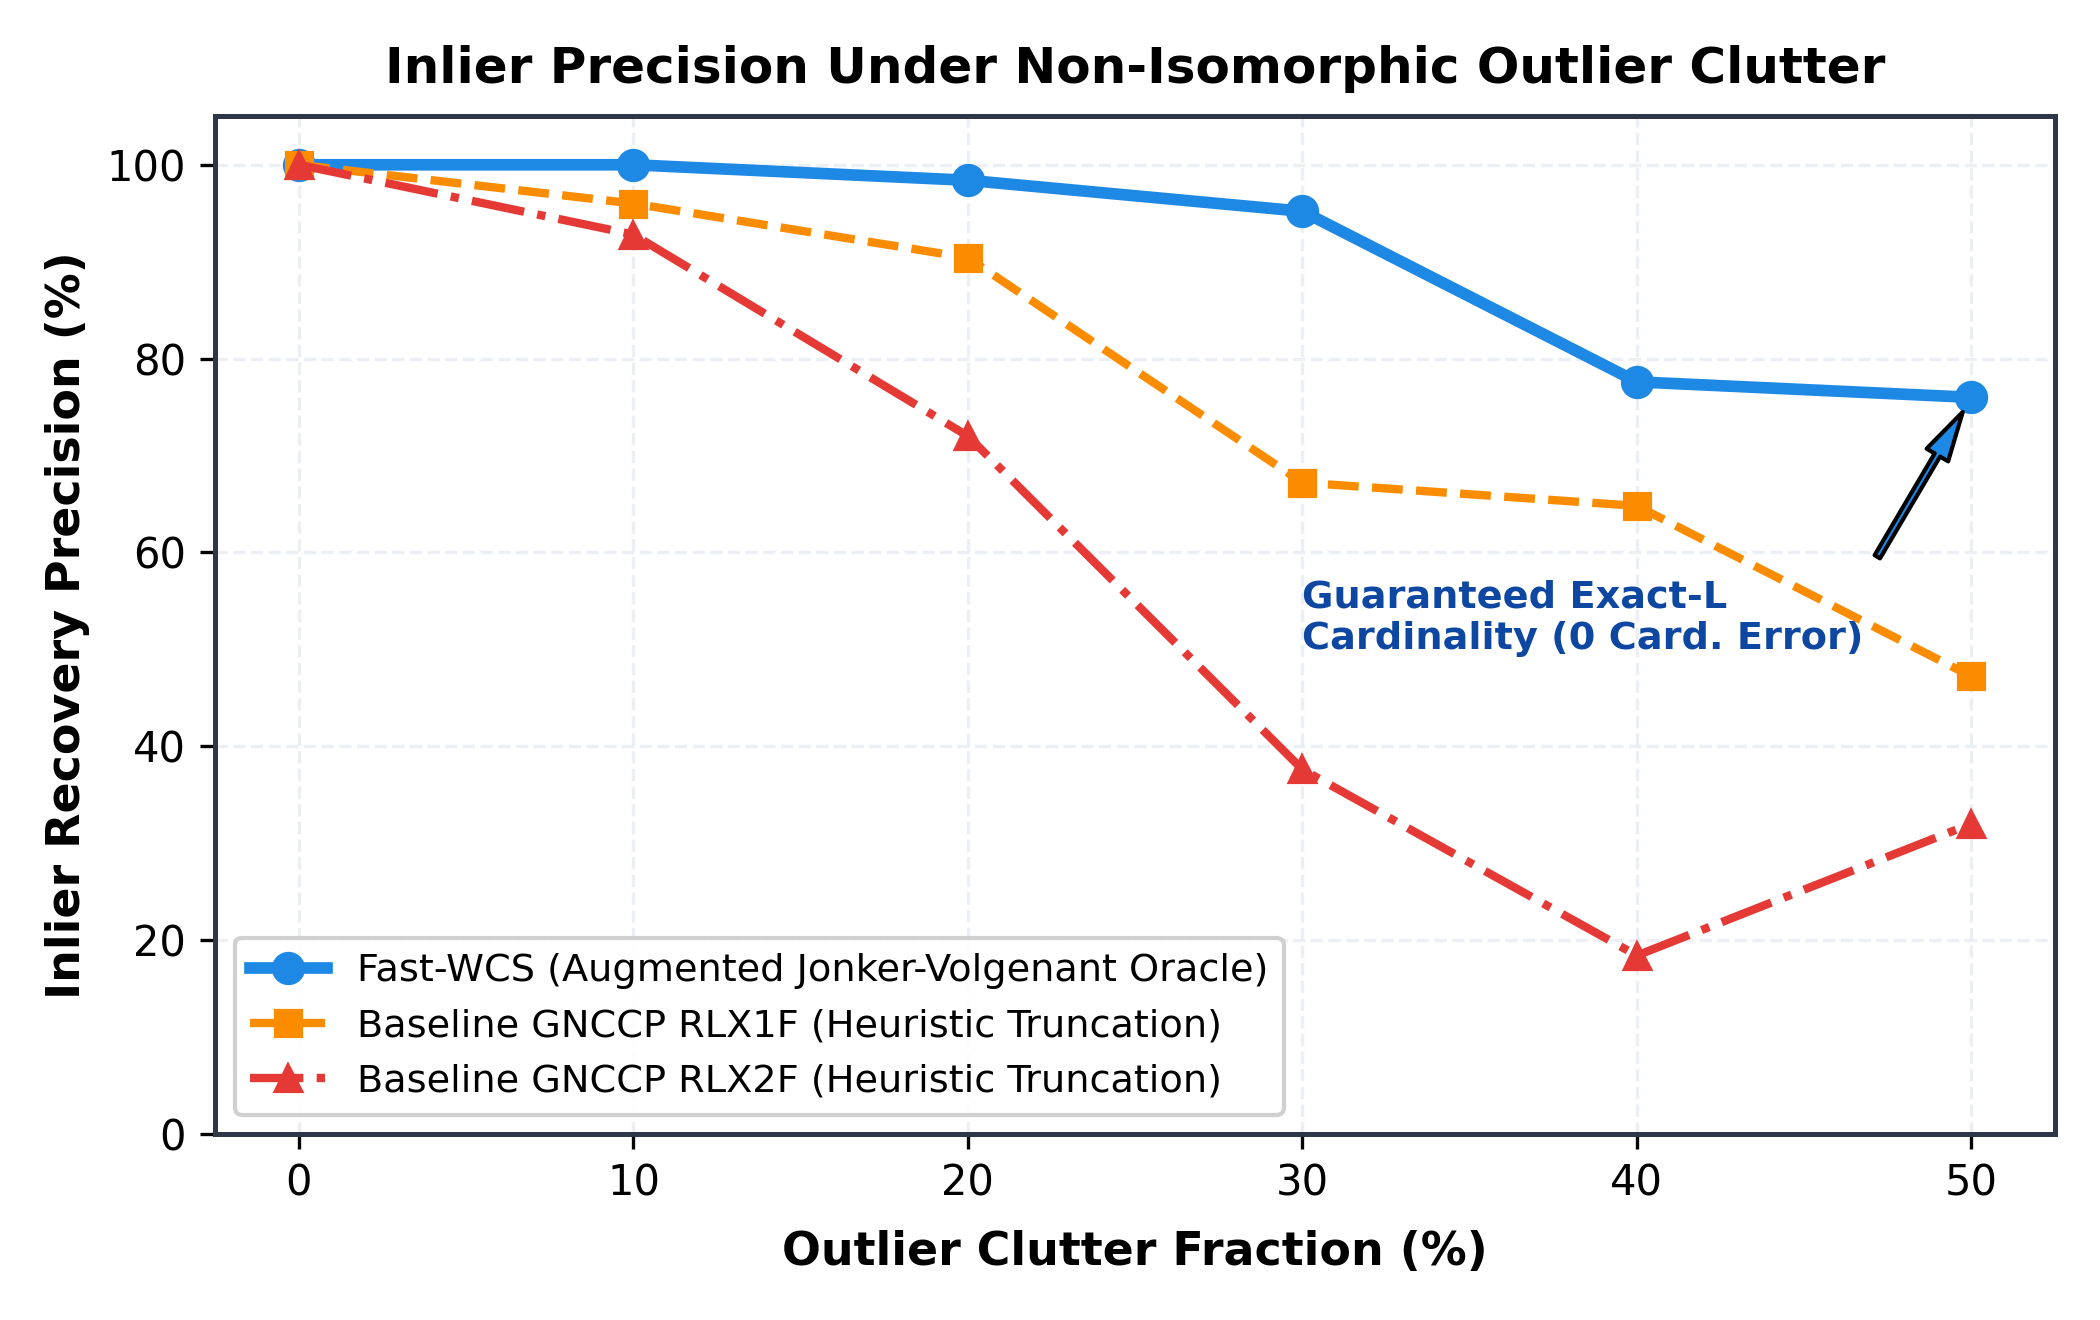 Inlier Precision Under Non-Isomorphic Outlier Clutter
Inlier Recovery Precision (%)
100
80
60
40
20
0
Guaranteed Exact-L
Cardinality (0 Card. Error)
Fast-WCS (Augmented Jonker-Volgenant Oracle)
Baseline GNCCP RLX1F (Heuristic Truncation)
Baseline GNCCP RLX2F (Heuristic Truncation)
0 10 20 30 40 50
Outlier Clutter Fraction (%)